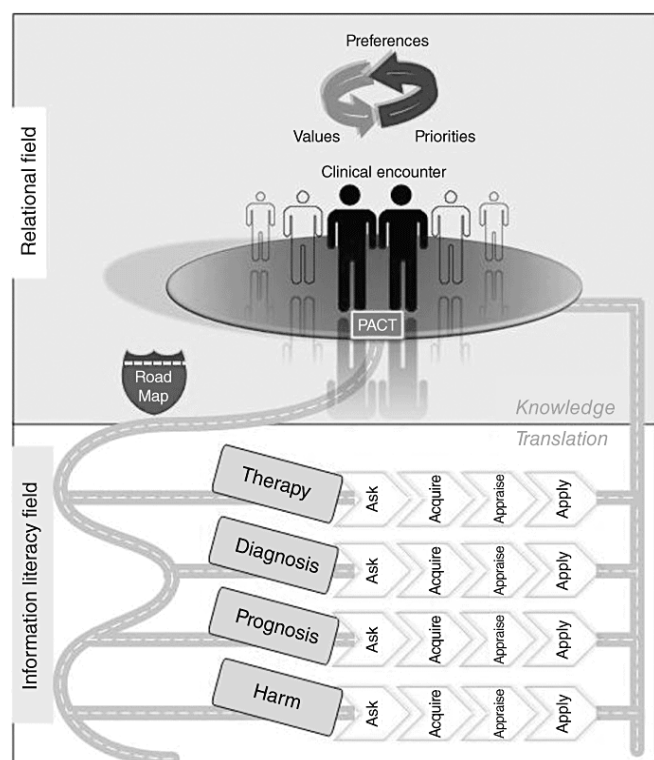 Preferences
Values
Priorities
Clinical encounter
Relational field
PACT
Road
Map
Knowledge
Translation
Information literacy field
Therapy
Ask
Acquire
Appraise
Apply
Diagnosis
Ask
Acquire
Appraise
Apply
Prognosis
Ask
Acquire
Appraise
Apply
Harm
Ask
Acquire
Appraise
Apply